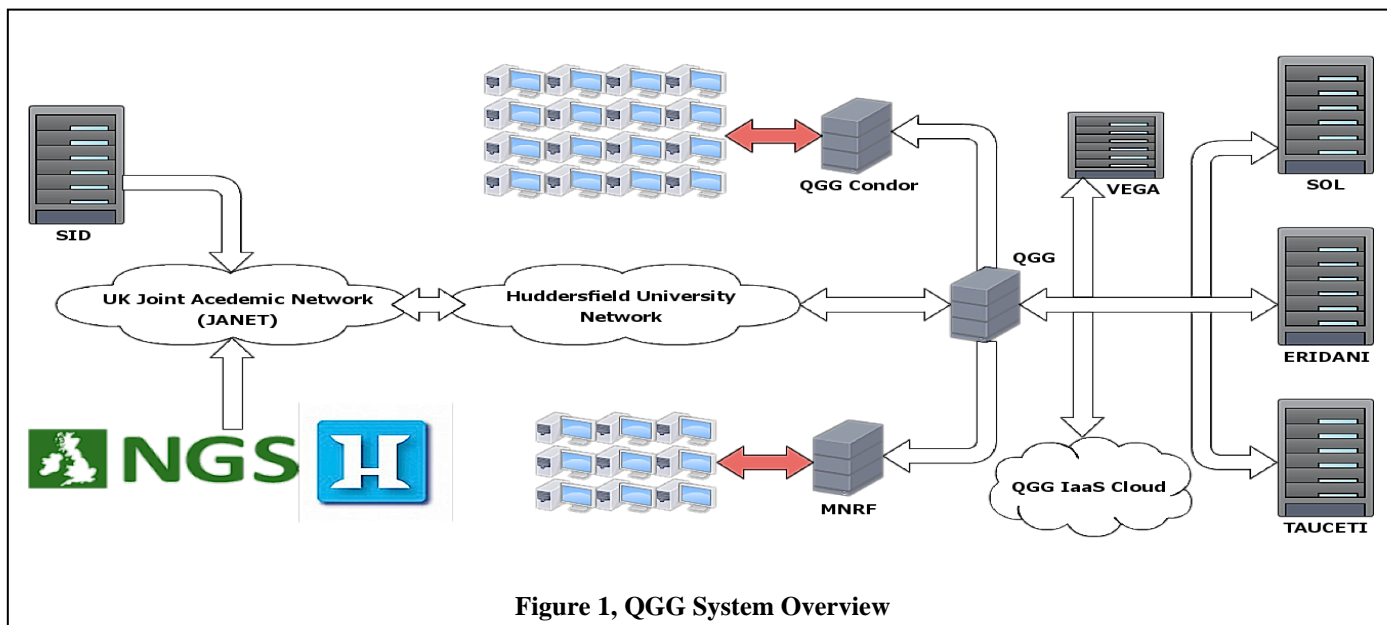 SID
UK Joint Acedemic Network
(JANET)
NGS
H
Huddersfield University
Network
QGG Condor
MNRF
QGG
VEGA
QGG IaaS Cloud
SOL
ERIDANI
TAUCETI
Figure 1, QGG System Overview